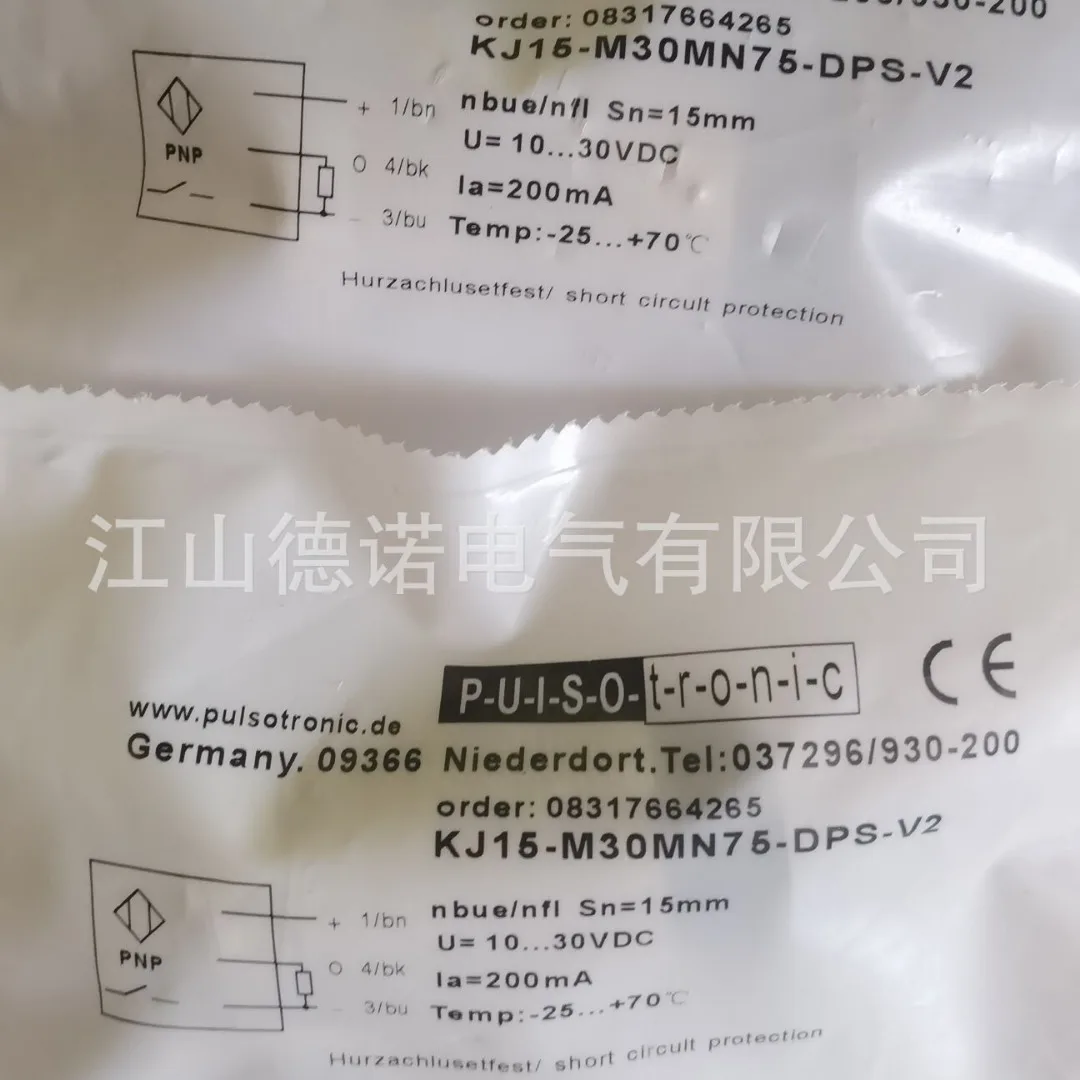 order: 08317664265
KJ15-M30MN75-DPS-V2
+ 1/bn
nbue/nfl Sn=15mm
PNP
O 4/bk
U= 10...30VDC
Ia=200mA
- 3/bu
Temp:-25...+70℃
Hurzachlusetfest/ short circult protection
江山德诺电气有限公司
P-U-I-S-O-t-r-o-n-i-c CE
www.pulsotronic.de
Germany. 09366 Niederdort.Tel:037296/930-200
order: 08317664265
KJ15-M30MN75-DPS-V2
+ 1/bn
nbue/nfl Sn=15mm
PNP
O 4/bk
U= 10...30VDC
Ia=200mA
- 3/bu
Temp:-25...+70℃
Hurzachlusetfest/ short circult protection